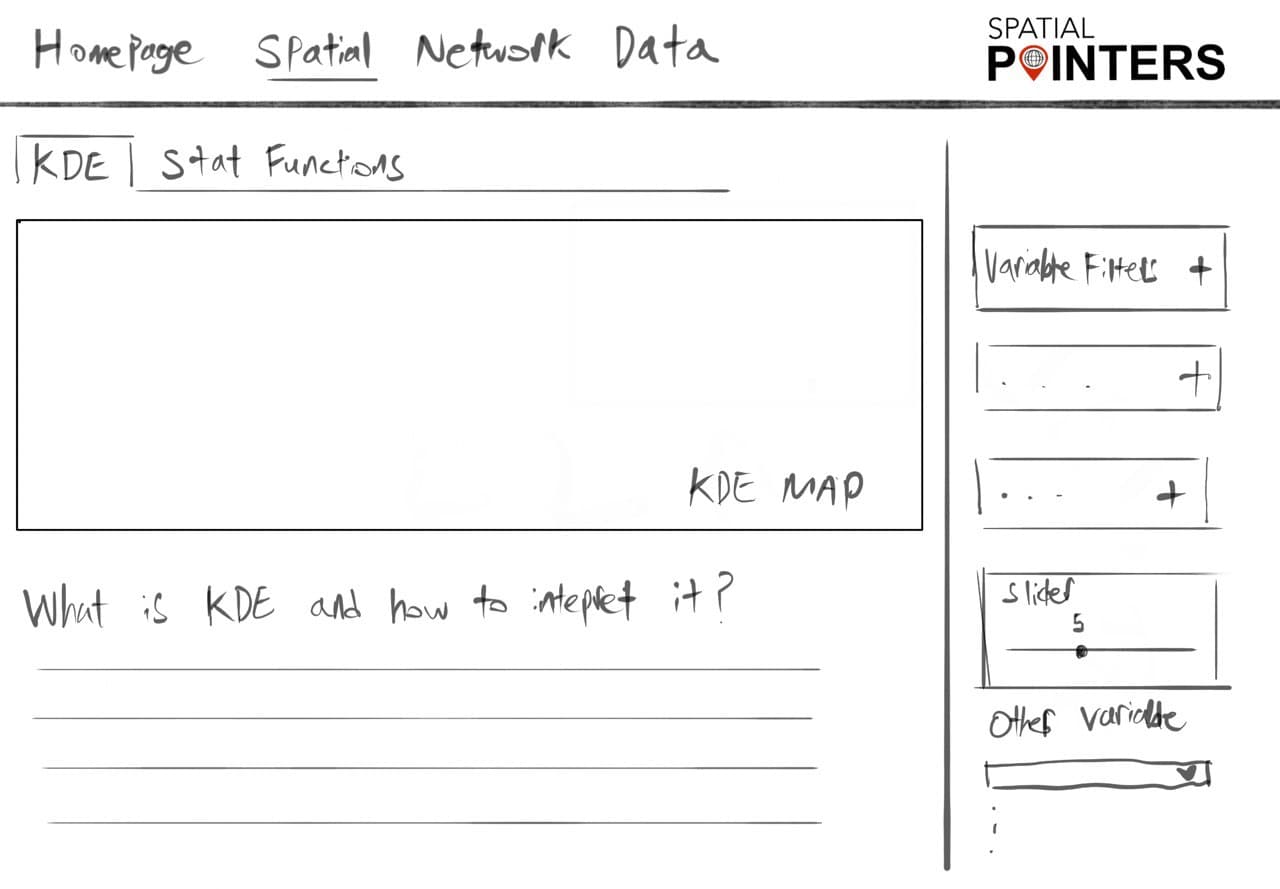 Homepage Spatial Network Data
SPATIAL
POINTERS
KDE Stat Functions
Variable Filters +
. . . +
. . . +
KDE MAP
Slider
5
What is KDE and how to intepret it?
Other variable